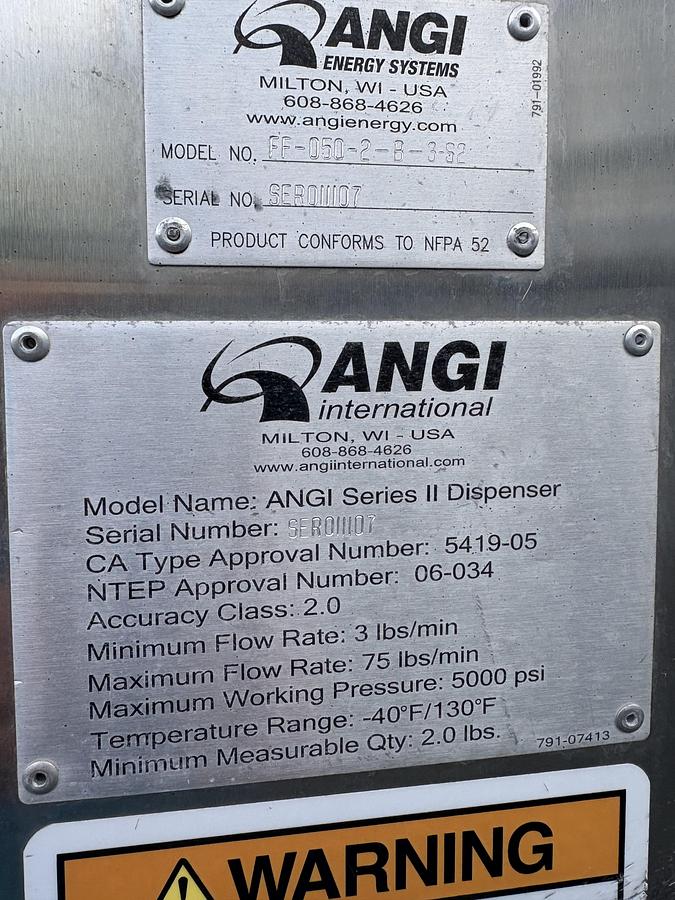 ANGI
ENERGY SYSTEMS
MILTON, WI - USA
608-868-4626
www.angienergy.com
791-01992
MODEL NO. FF-050-2-B-3-S2
SERIAL NO. SER011107
PRODUCT CONFORMS TO NFPA 52
ANGI
international
MILTON, WI - USA
608-868-4626
www.angiinternational.com
Model Name: ANGI Series II Dispenser
Serial Number: SER011107
CA Type Approval Number: 5419-05
NTEP Approval Number: 06-034
Accuracy Class: 2.0
Minimum Flow Rate: 3 lbs/min
Maximum Flow Rate: 75 lbs/min
Maximum Working Pressure: 5000 psi
Temperature Range: -40°F/130°F
Minimum Measurable Qty: 2.0 lbs.
791-07413
WARNING